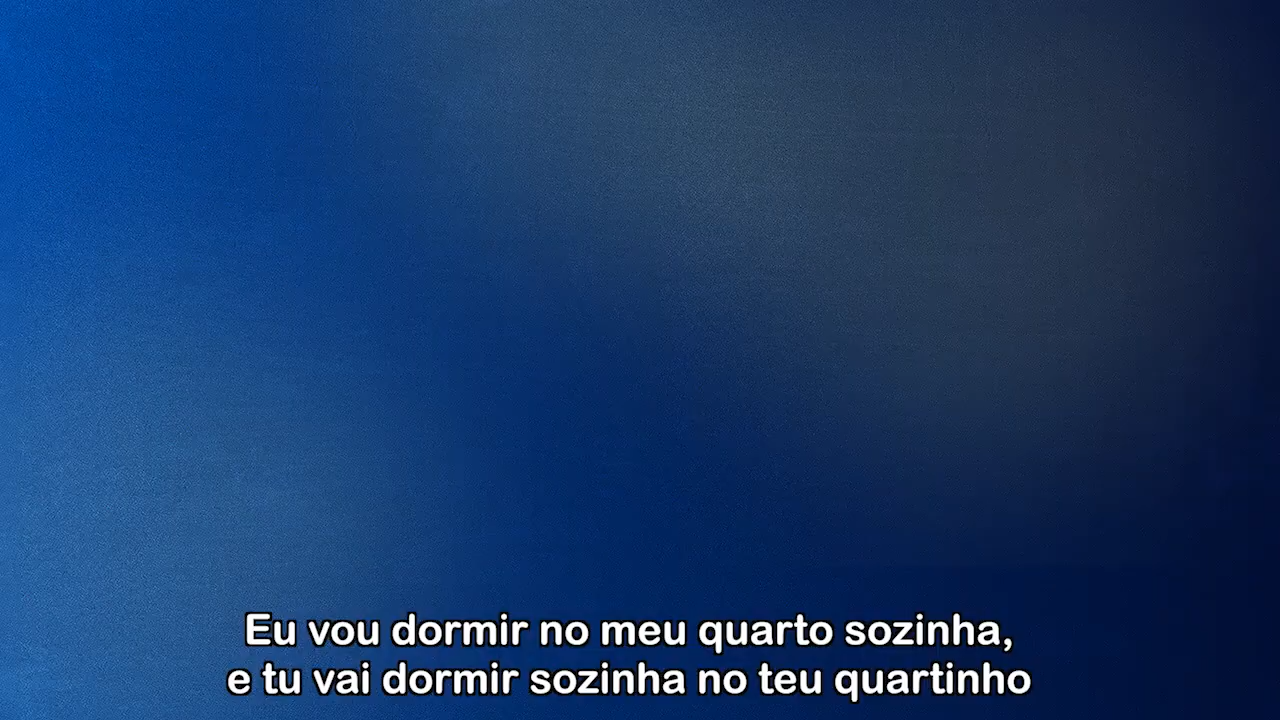 Eu vou dormir no meu quarto sozinha,
e tu vai dormir sozinha no teu quartinho